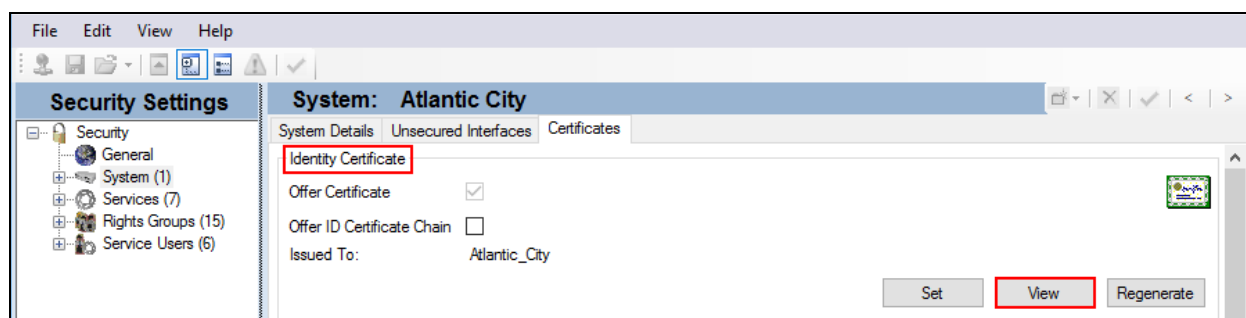 File Edit View Help
Security Settings
System: Atlantic City
System Details Unsecured Interfaces Certificates
Security
General
System (1)
Services (7)
Rights Groups (15)
Service Users (6)
Identity Certificate
Offer Certificate
Offer ID Certificate Chain
Issued To: Atlantic_City
Set View Regenerate